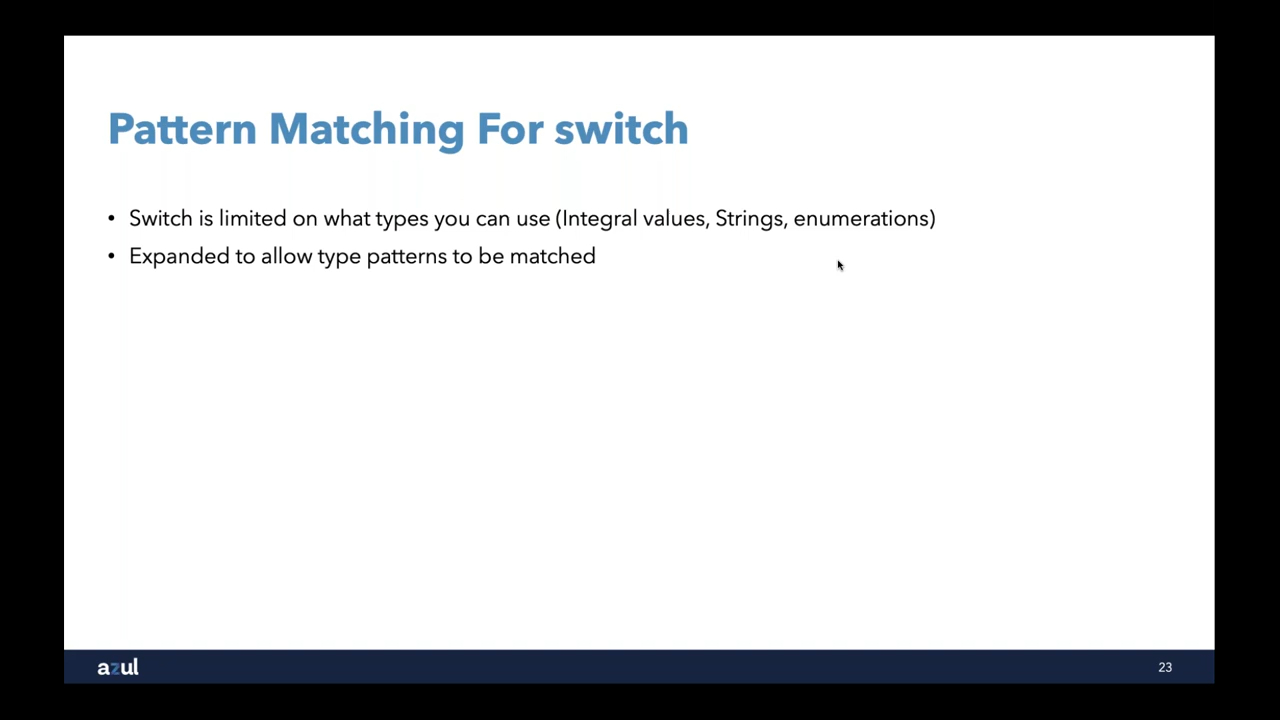 Pattern Matching For switch
• Switch is limited on what types you can use (Integral values, Strings, enumerations)
• Expanded to allow type patterns to be matched
azul
23